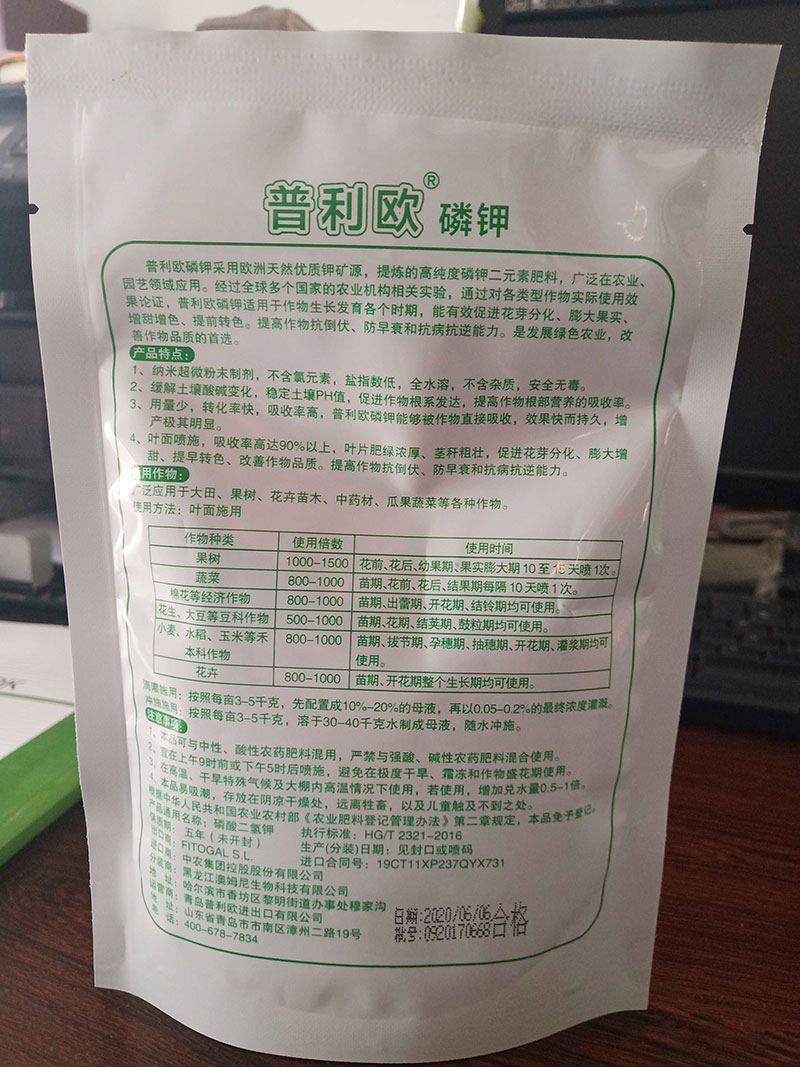 普利欧® 磷钾
普利欧磷钾采用欧洲天然优质钾矿源，提炼的高纯度磷钾二元素肥料，广泛在农业、
园艺领域应用。经过全球多个国家的农业机构相关实验，通过对各类型作物实际使用效
果论证，普利欧磷钾适用于作物生长发育各个时期，能有效促进花芽分化、膨大果实、
增甜增色、提前转色。提高作物抗倒伏、防早衰和抗病抗逆能力。是发展绿色农业，改
善作物品质的首选。
产品特点：
1、纳米超微粉末制剂，不含氯元素，盐指数低，全水溶，不含杂质，安全无毒。
2、缓解土壤酸碱变化，稳定土壤PH值，促进作物根系发达，提高作物根部营养的吸收率。
3、用量少，转化率快，吸收率高，普利欧磷钾能够被作物直接吸收，效果快而持久，增
产极其明显。
4、叶面喷施，吸收率高达90%以上，叶片肥绿浓厚、茎秆粗壮，促进花芽分化、膨大增
甜、提早转色、改善作物品质。提高作物抗倒伏、防早衰和抗病抗逆能力。
适用作物：
广泛应用于大田、果树、花卉苗木、中药材、瓜果蔬菜等各种作物。
使用方法：叶面施用
作物种类 使用倍数 使用时间
果树 1000-1500 花前、花后、幼果期、果实膨大期 10 至 15 天喷 1次。
蔬菜 800-1000 苗期、花前、花后、结果期每隔 10 天喷 1 次。
棉花等经济作物 800-1000 苗期、出蕾期、开花期、结铃期均可使用。
花生、大豆等豆科作物 500-1000 苗期、花期、结荚期、鼓粒期均可使用。
小麦、水稻、玉米等禾 800-1000 苗期、拔节期、孕穗期、抽穗期、开花期、灌浆期均可
本科作物 使用。
花卉 800-1000 苗期、开花期整个生长期均可使用。
滴灌施用：按照每亩3-5千克，先配置成10%-20%的母液，再以0.05-0.2%的最终浓度灌溉。
冲施施用：按照每亩3-5千克，溶于30-40千克水制成母液，随水冲施。
注意事项：
1、本品可与中性、酸性农药肥料混用，严禁与强酸、碱性农药肥料混合使用。
2、宜在上午9时前或下午5时后喷施，避免在极度干旱、霜冻和作物盛花期使用。
3、在高温、干旱特殊气候及大棚内高温情况下使用，若使用，增加兑水量0.5-1倍。
4、本品易吸潮，存放在阴凉干燥处，远离牲畜，以及儿童触及不到之处。
根据中华人民共和国农业农村部《农业肥料登记管理办法》第二章规定，本品免予登记。
产品通用名称：磷酸二氢钾 执行标准：HG/T 2321-2016
保质期：五年（未开封） 生产(分装)日期：见封口或喷码
出口商：FITOGAL S.L. 进口合同号：19CT11XP237QYX731
进口商：中农集团控股股份有限公司
分装商：黑龙江澳姆尼生物科技有限公司
地 址：哈尔滨市香坊区黎明街道办事处穆家沟
运营商：青岛普利欧进出口有限公司
地 址：山东省青岛市市南区漳州二路19号
电 话：400-678-7834
日期:2020/06/06
批号:0920170668合格